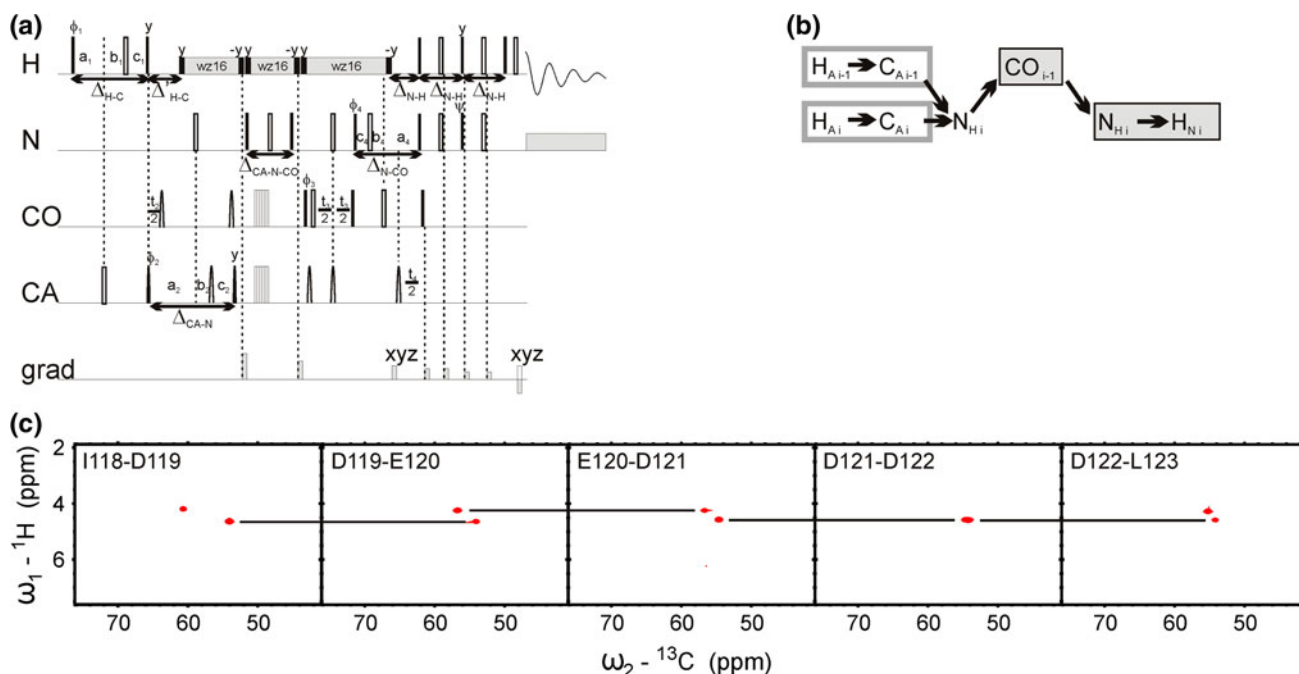 (a)
ϕ1 y y -y y -y y -y y
H a1 b1 c1 wz16 wz16 wz16
ΔH-C ΔH-C ΔN-H ΔN-H ΔN-H
ϕ4 ψ
N c4 b4 a4
ΔCA-N-CO ΔN-CO
ϕ3
CO t2/2 t3/2 t3/2
ϕ2 y
CA a2 b2 c2 t4/2
ΔCA-N
xyz xyz
grad
(b)
HA i-1 CA i-1 CO i-1
HA i CA i NH i NH i HN i
(c)
I118-D119 D119-E120 E120-D121 D121-D122 D122-L123
2
4
6
ω1 - 1H (ppm)
70 60 50 70 60 50 70 60 50 70 60 50 70 60 50
ω2 - 13C (ppm)